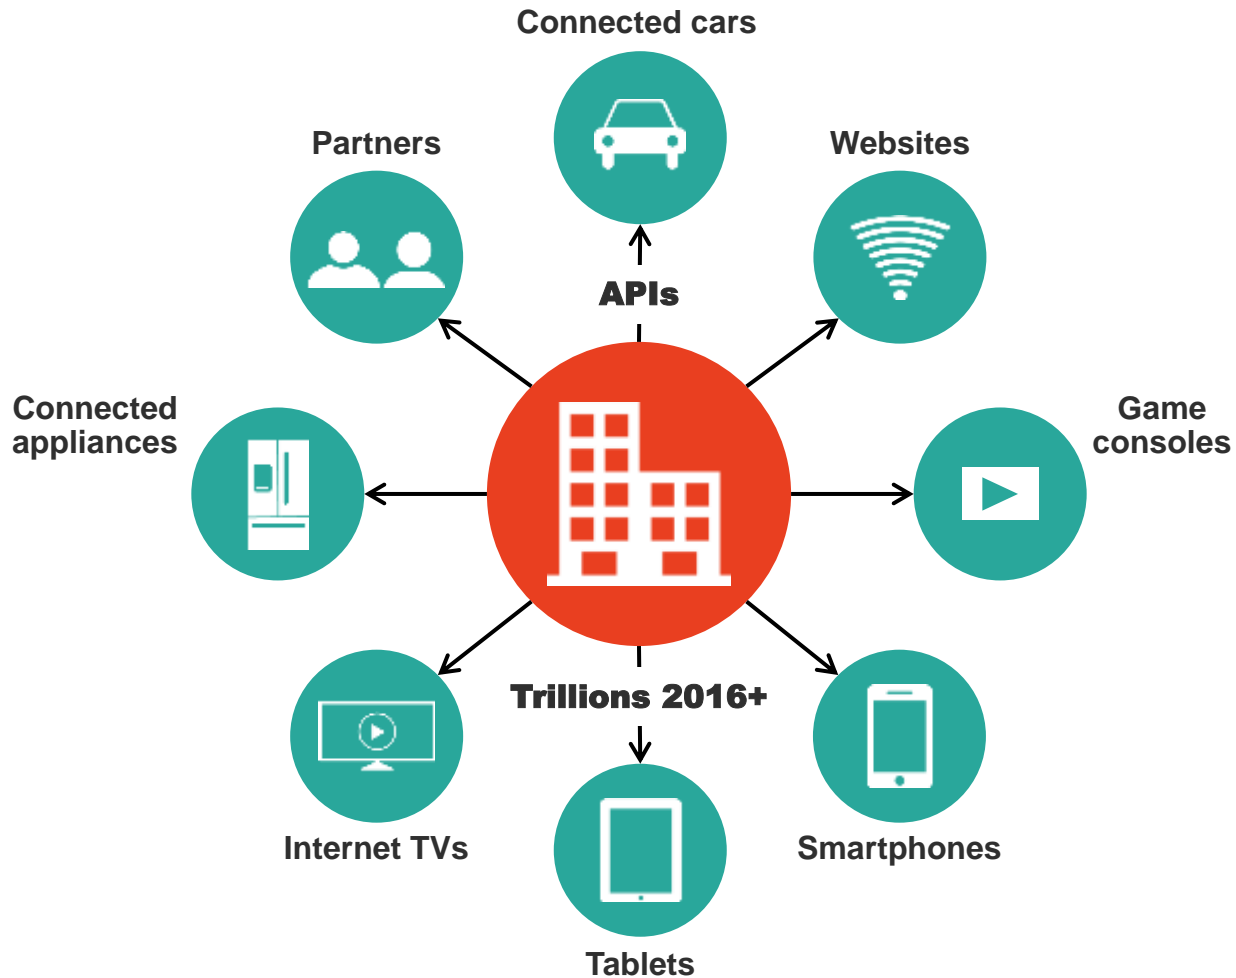 Connected cars
Partners
Websites
APIs
Connected
appliances
Game
consoles
Trillions 2016+
Internet TVs
Smartphones
Tablets